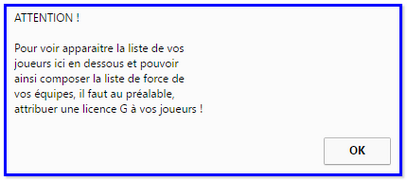 ATTENTION !
Pour voir apparaitre la liste de vos
joueurs ici en dessous et pouvoir
ainsi composer la liste de force de
vos équipes, il faut au préalable,
attribuer une licence G à vos joueurs !
OK